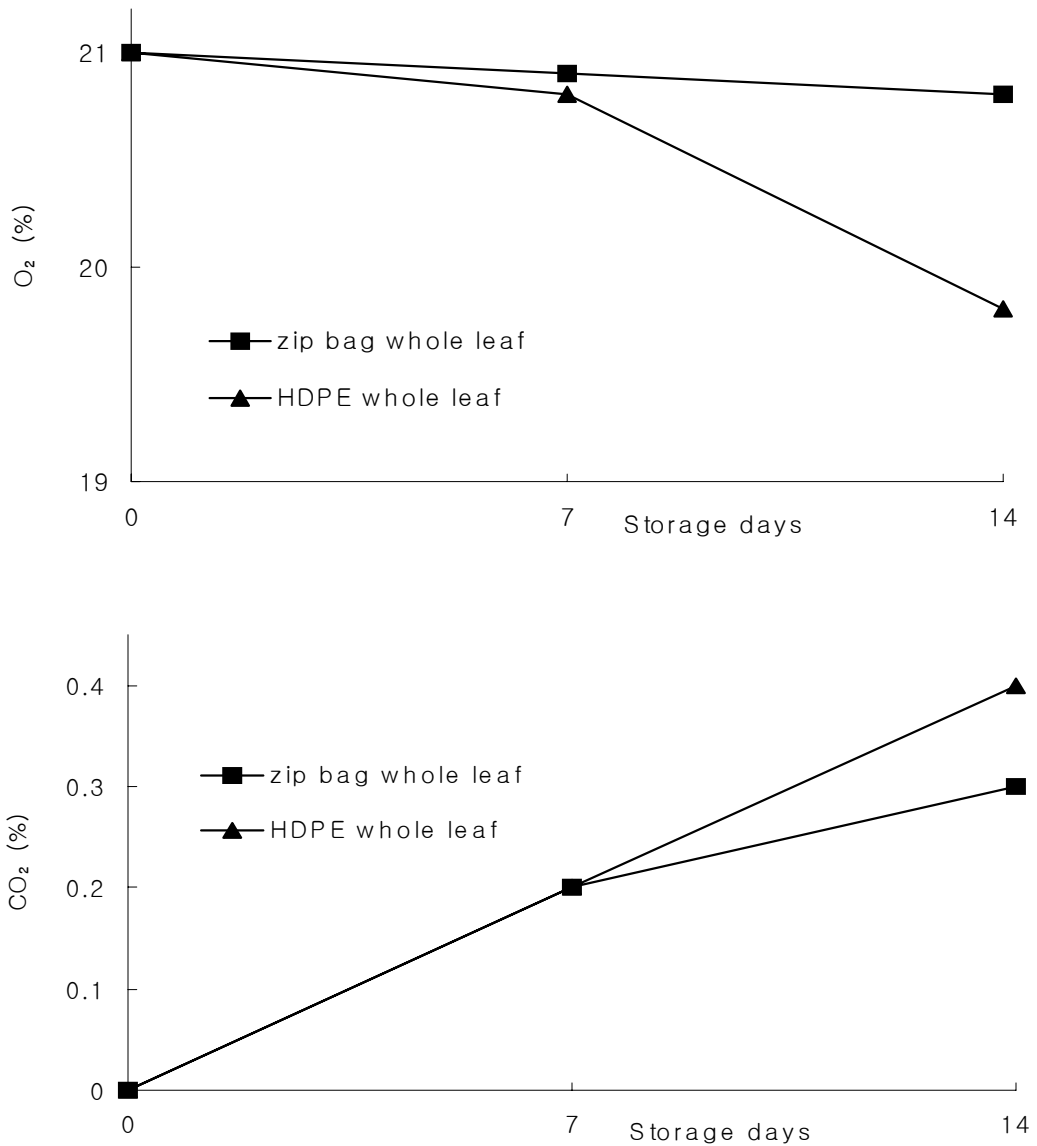 21
20
19
O₂ (%)
zip bag whole leaf
HDPE whole leaf
0 7 14
Storage days
0.4
0.3
0.2
0.1
0
CO₂ (%)
zip bag whole leaf
HDPE whole leaf
0 7 14
Storage days